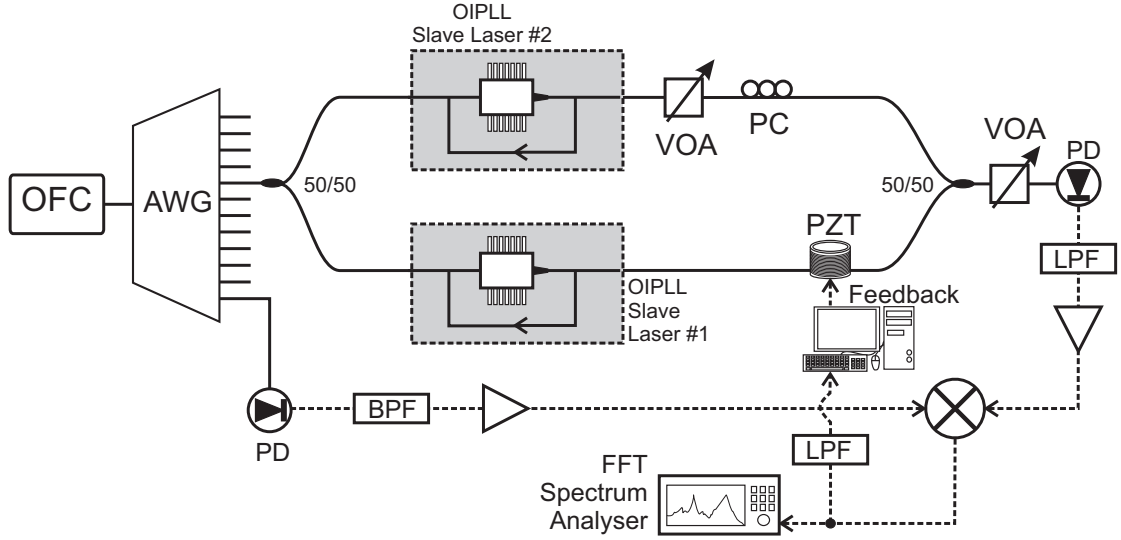 OIPLL
Slave Laser #2
VOA
PC
VOA
PD
OFC
AWG
50/50
50/50
LPF
PZT
OIPLL
Slave
Laser #1
Feedback
PD
BPF
LPF
FFT
Spectrum
Analyser